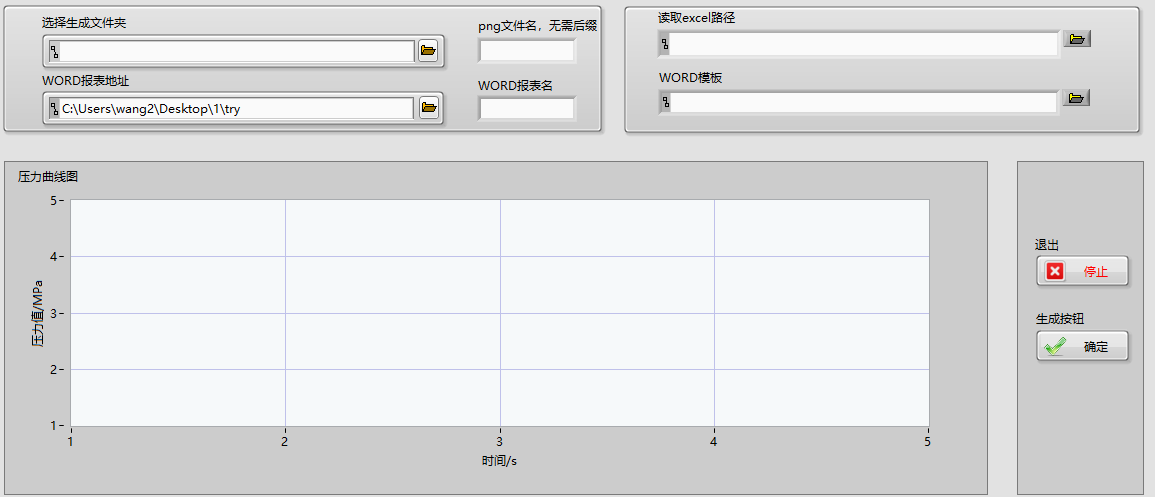 选择生成文件夹
png文件名，无需后缀
WORD报表地址
C:\Users\wang2\Desktop\1\try
WORD报表名
读取excel路径
WORD模板
压力曲线图
5
4
3
2
1
压力值/MPa
1
2
3
4
5
时间/s
退出
停止
生成按钮
确定